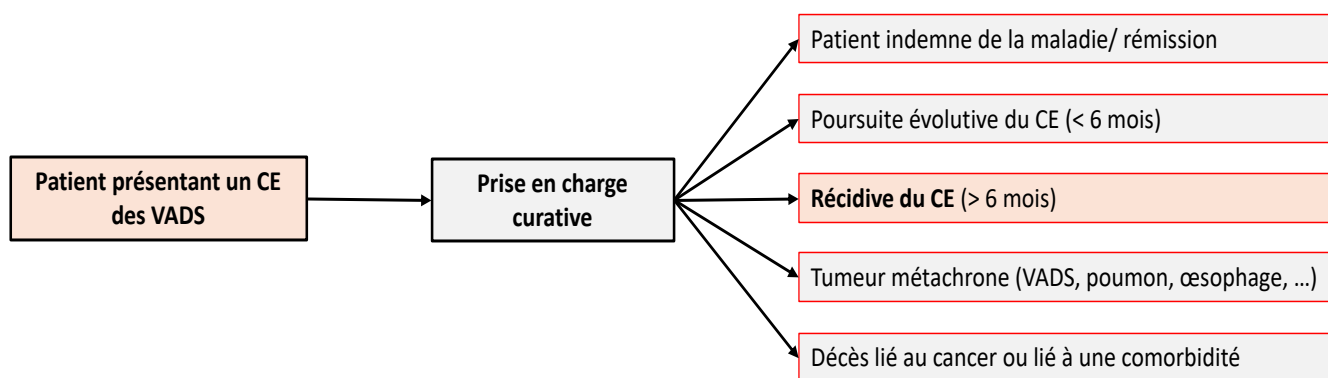 Patient présentant un CE
des VADS
Prise en charge
curative
Patient indemne de la maladie/ rémission
Poursuite évolutive du CE (< 6 mois)
Récidive du CE (> 6 mois)
Tumeur métachrone (VADS, poumon, œsophage, …)
Décès lié au cancer ou lié à une comorbidité